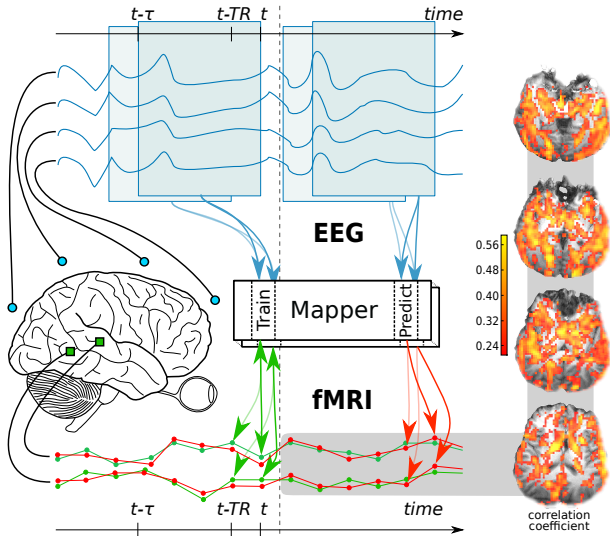 t-τ t-TR t time
EEG
0.56
0.48
0.40
0.32
0.24
Train Mapper Predict
fMRI
t-τ t-TR t time
correlation
coefficient